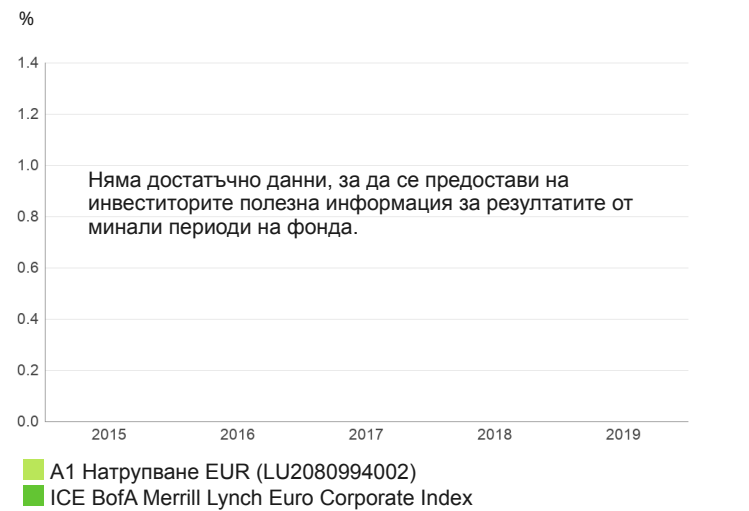 %
1.4
1.2
1.0
Няма достатъчно данни, за да се предостави на
инвеститорите полезна информация за резултатите от
минали периоди на фонда.
0.8
0.6
0.4
0.2
0.0
2015 2016 2017 2018 2019
A1 Натрупване EUR (LU2080994002)
ICE BofA Merrill Lynch Euro Corporate Index